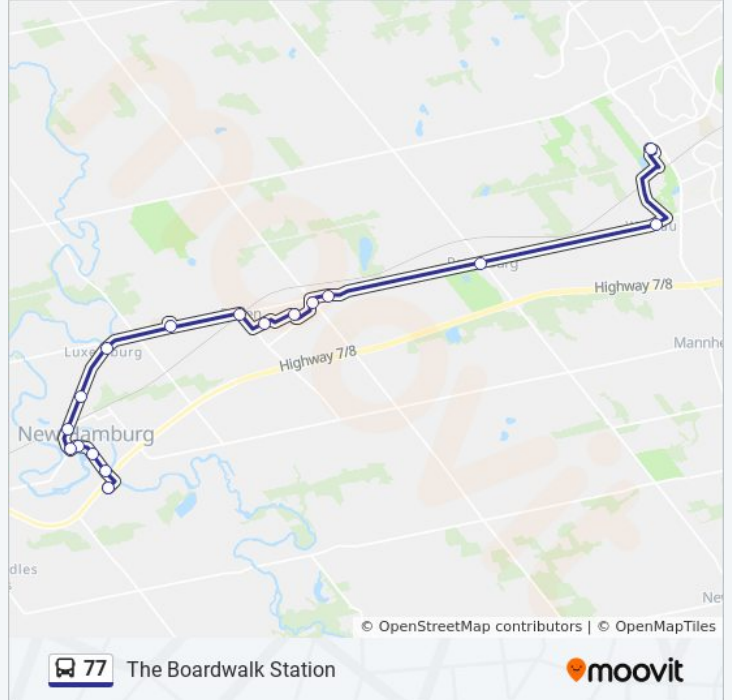 Highway 7/8
Mannhe
Luxemburg
Highway 7/8
New Hamburg
dles
Ne
© OpenStreetMap contributors | © OpenMapTiles
77 The Boardwalk Station moovit